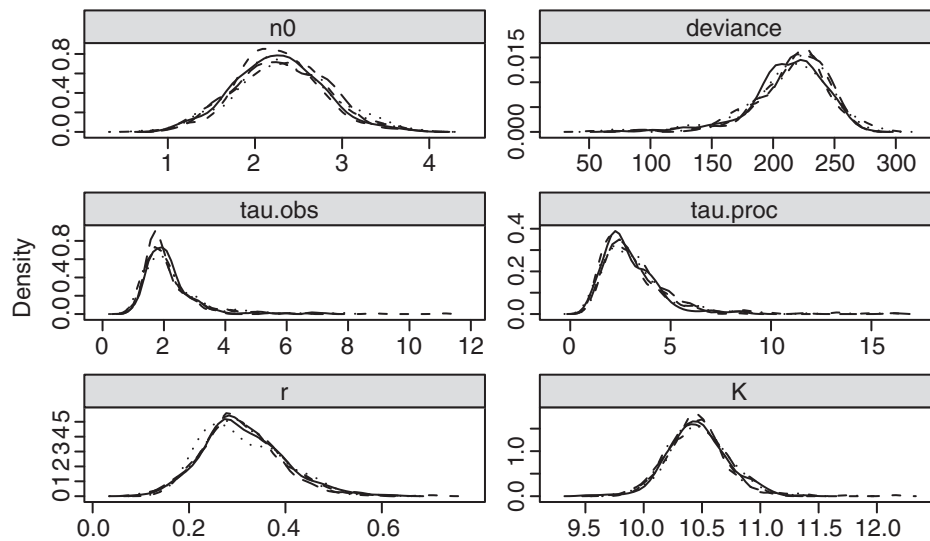 n0
0.0 0.4 0.8
1 2 3 4
deviance
0.000 0.015
50 100 150 200 250 300
tau.obs
0.0 0.4 0.8
0 2 4 6 8 10 12
tau.proc
0.0 0.2 0.4
0 5 10 15
Density
r
0 1 2 3 4 5
0.0 0.2 0.4 0.6
K
0.0 1.0
9.5 10.0 10.5 11.0 11.5 12.0